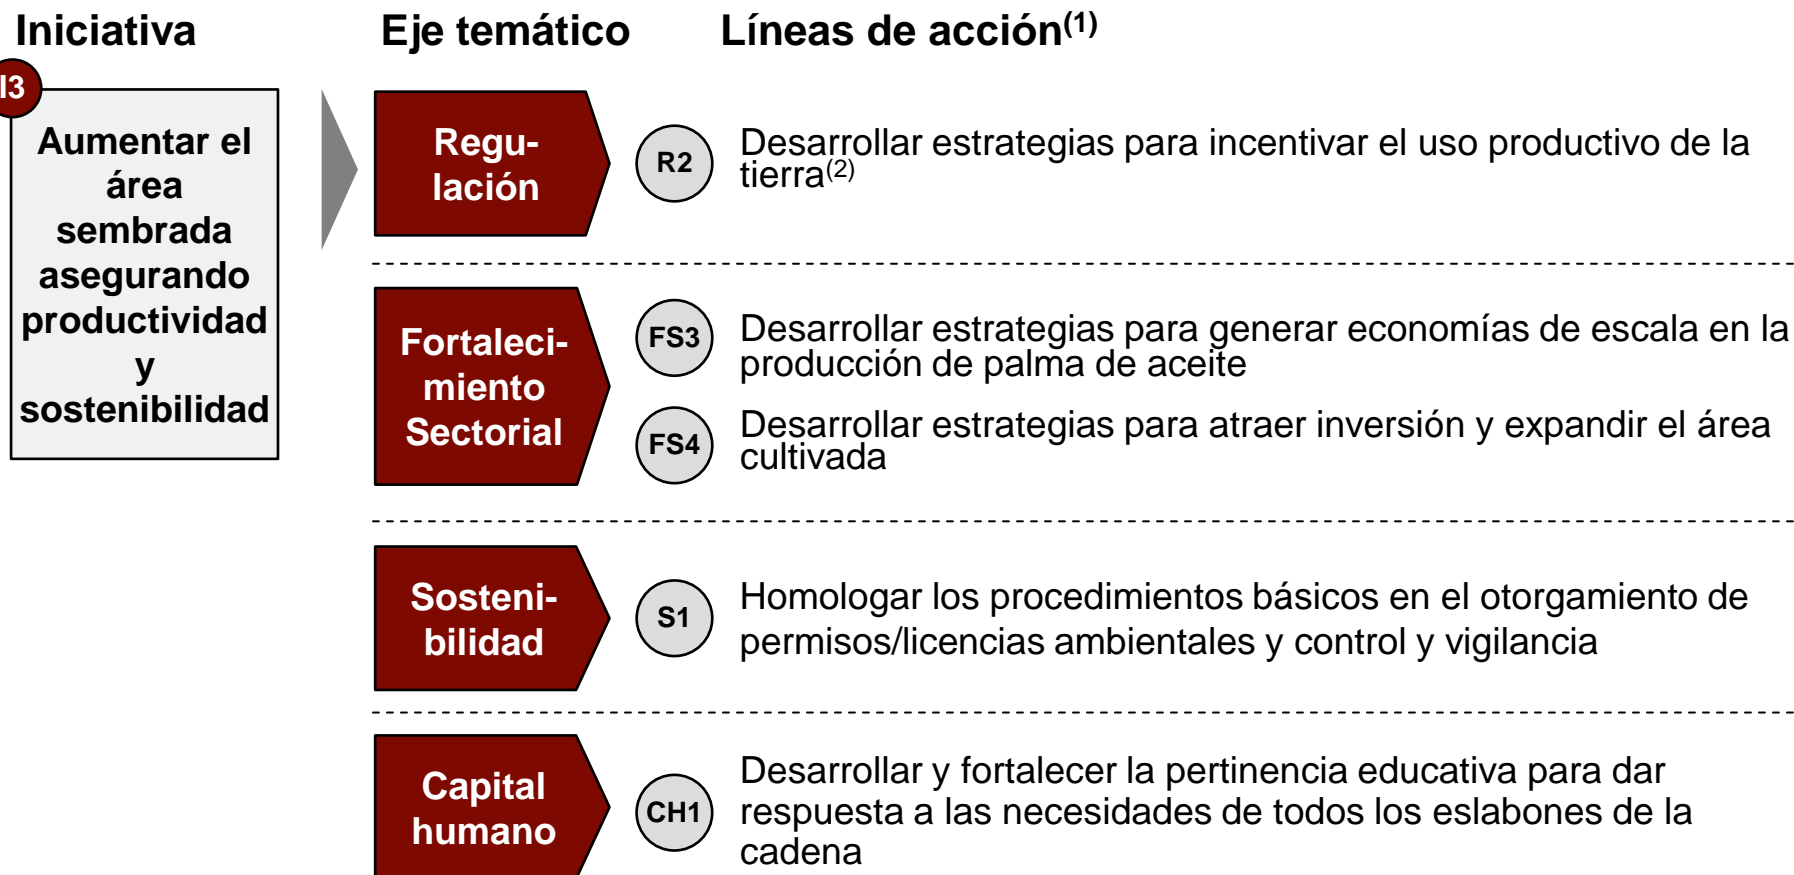 Iniciativa
Eje temático
Líneas de acción(1)
I3
Aumentar el
área
sembrada
asegurando
productividad
y
sostenibilidad
Regu-
lación
R2
Desarrollar estrategias para incentivar el uso productivo de la
tierra(2)
Fortaleci-
miento
Sectorial
FS3
Desarrollar estrategias para generar economías de escala en la
producción de palma de aceite
FS4
Desarrollar estrategias para atraer inversión y expandir el área
cultivada
Sosteni-
bilidad
S1
Homologar los procedimientos básicos en el otorgamiento de
permisos/licencias ambientales y control y vigilancia
Capital
humano
CH1
Desarrollar y fortalecer la pertinencia educativa para dar
respuesta a las necesidades de todos los eslabones de la
cadena